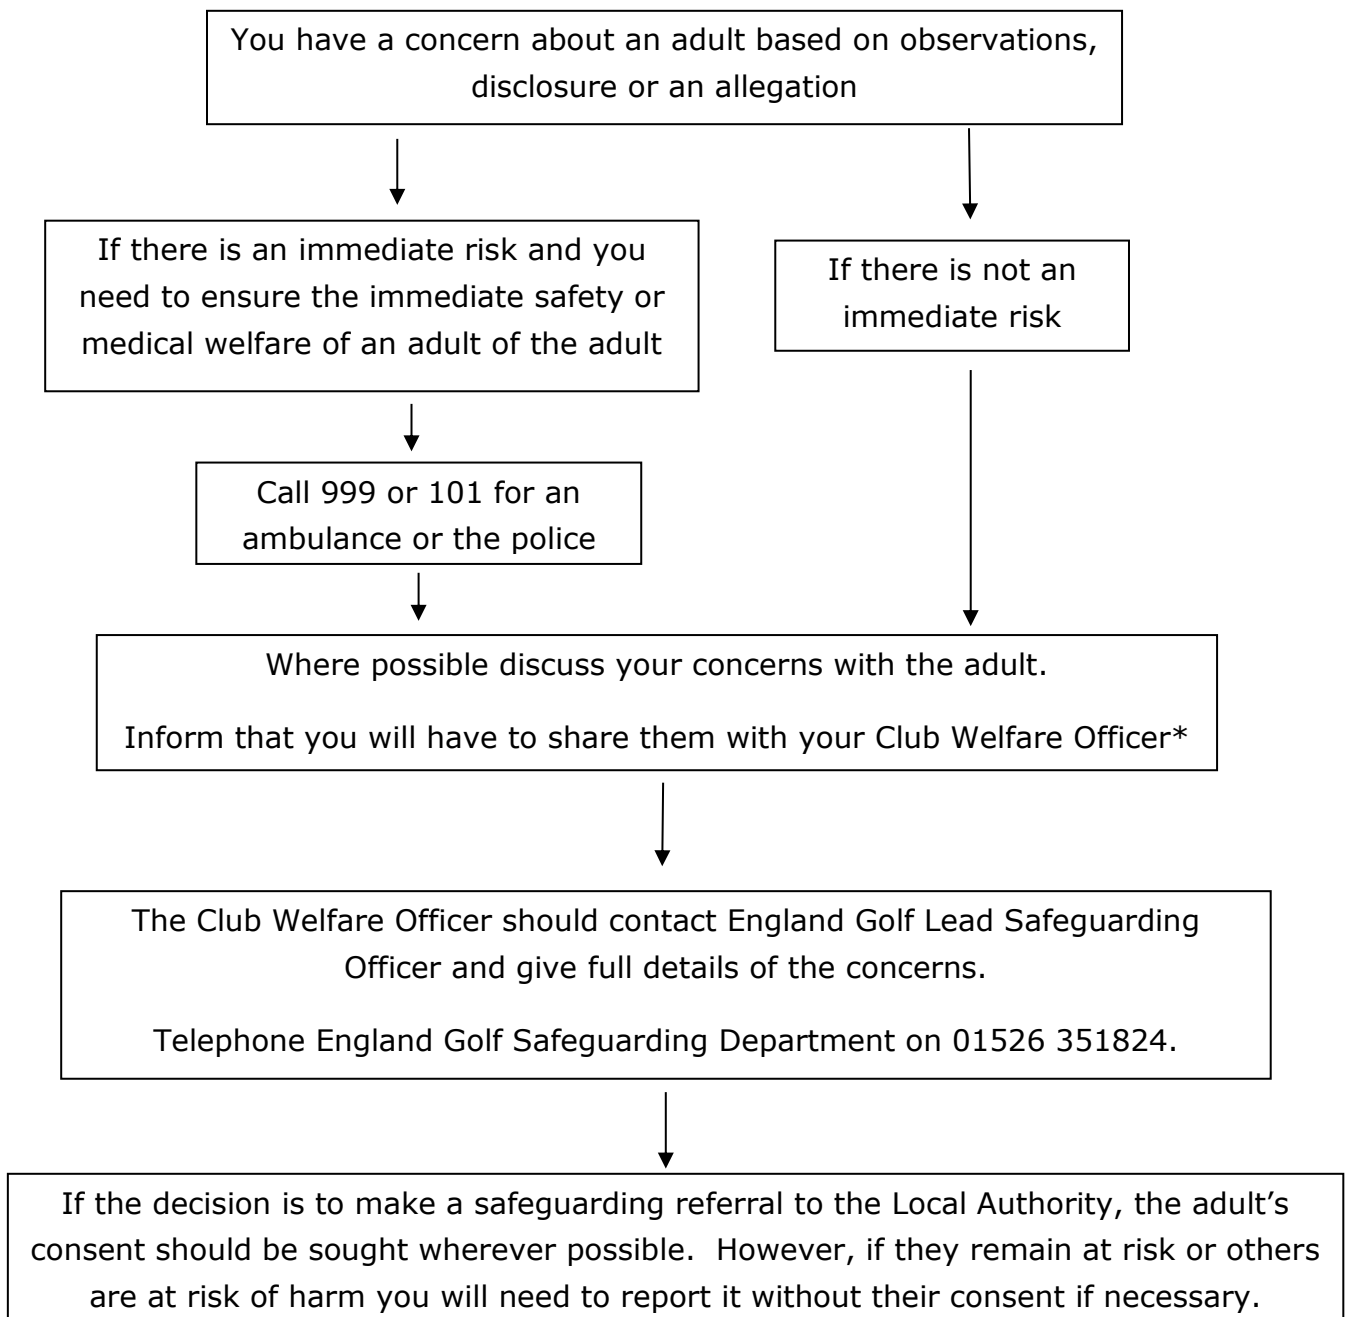 You have a concern about an adult based on observations,
disclosure or an allegation
If there is an immediate risk and you
need to ensure the immediate safety or
medical welfare of an adult of the adult
If there is not an
immediate risk
Call 999 or 101 for an
ambulance or the police
Where possible discuss your concerns with the adult.
Inform that you will have to share them with your Club Welfare Officer*
The Club Welfare Officer should contact England Golf Lead Safeguarding
Officer and give full details of the concerns.
Telephone England Golf Safeguarding Department on 01526 351824.
If the decision is to make a safeguarding referral to the Local Authority, the adult’s
consent should be sought wherever possible.  However, if they remain at risk or others
are at risk of harm you will need to report it without their consent if necessary.